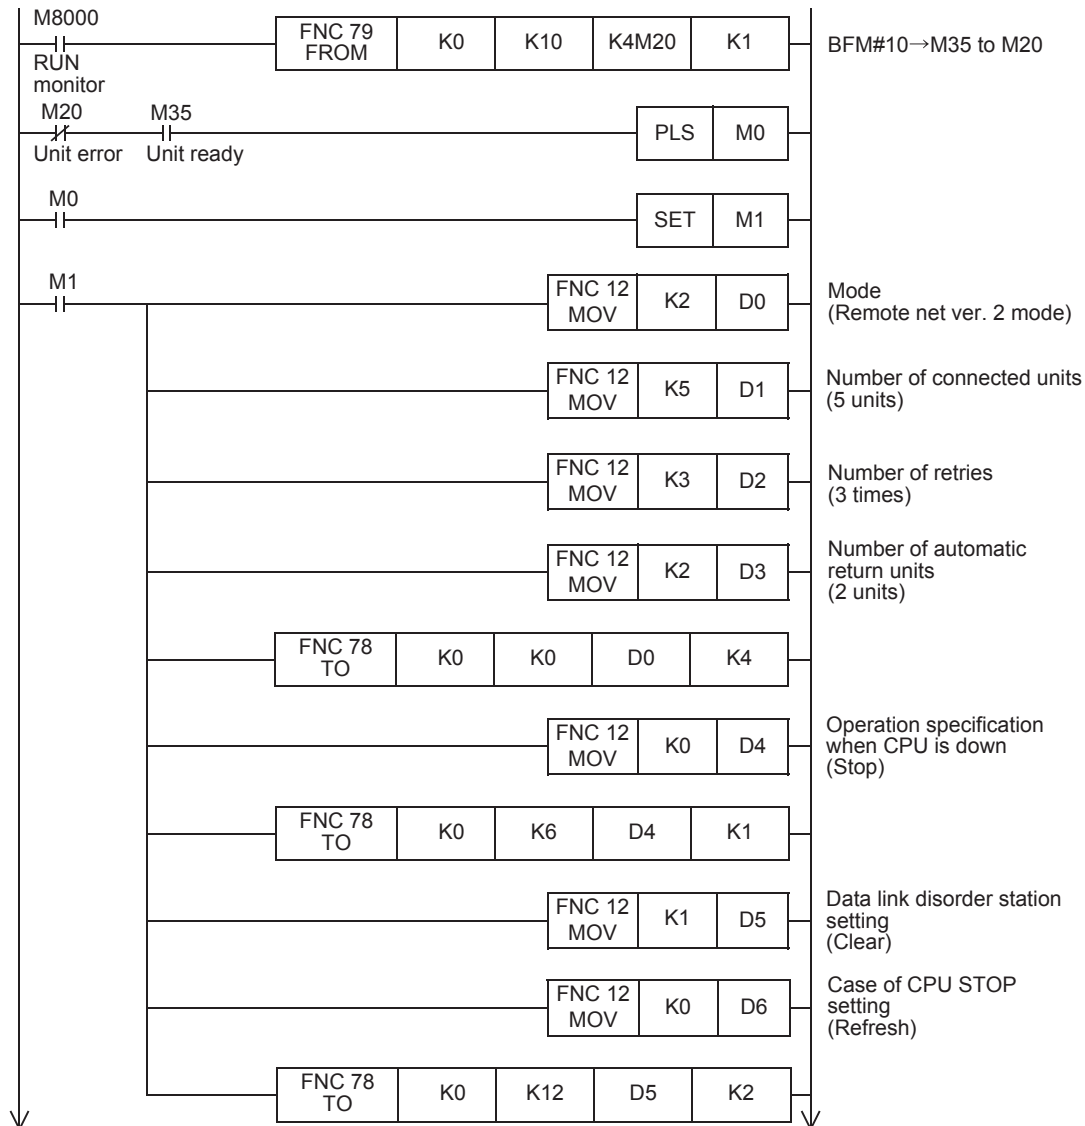 M8000
FNC 79
FROM
K0
K10
K4M20
K1
BFM#10→M35 to M20
RUN
monitor
M20
M35
PLS
M0
Unit error
Unit ready
M0
SET
M1
M1
FNC 12
MOV
K2
D0
Mode
(Remote net ver. 2 mode)
FNC 12
MOV
K5
D1
Number of connected units
(5 units)
FNC 12
MOV
K3
D2
Number of retries
(3 times)
FNC 12
MOV
K2
D3
Number of automatic
return units
(2 units)
FNC 78
TO
K0
K0
D0
K4
FNC 12
MOV
K0
D4
Operation specification
when CPU is down
(Stop)
FNC 78
TO
K0
K6
D4
K1
FNC 12
MOV
K1
D5
Data link disorder station
setting
(Clear)
FNC 12
MOV
K0
D6
Case of CPU STOP
setting
(Refresh)
FNC 78
TO
K0
K12
D5
K2